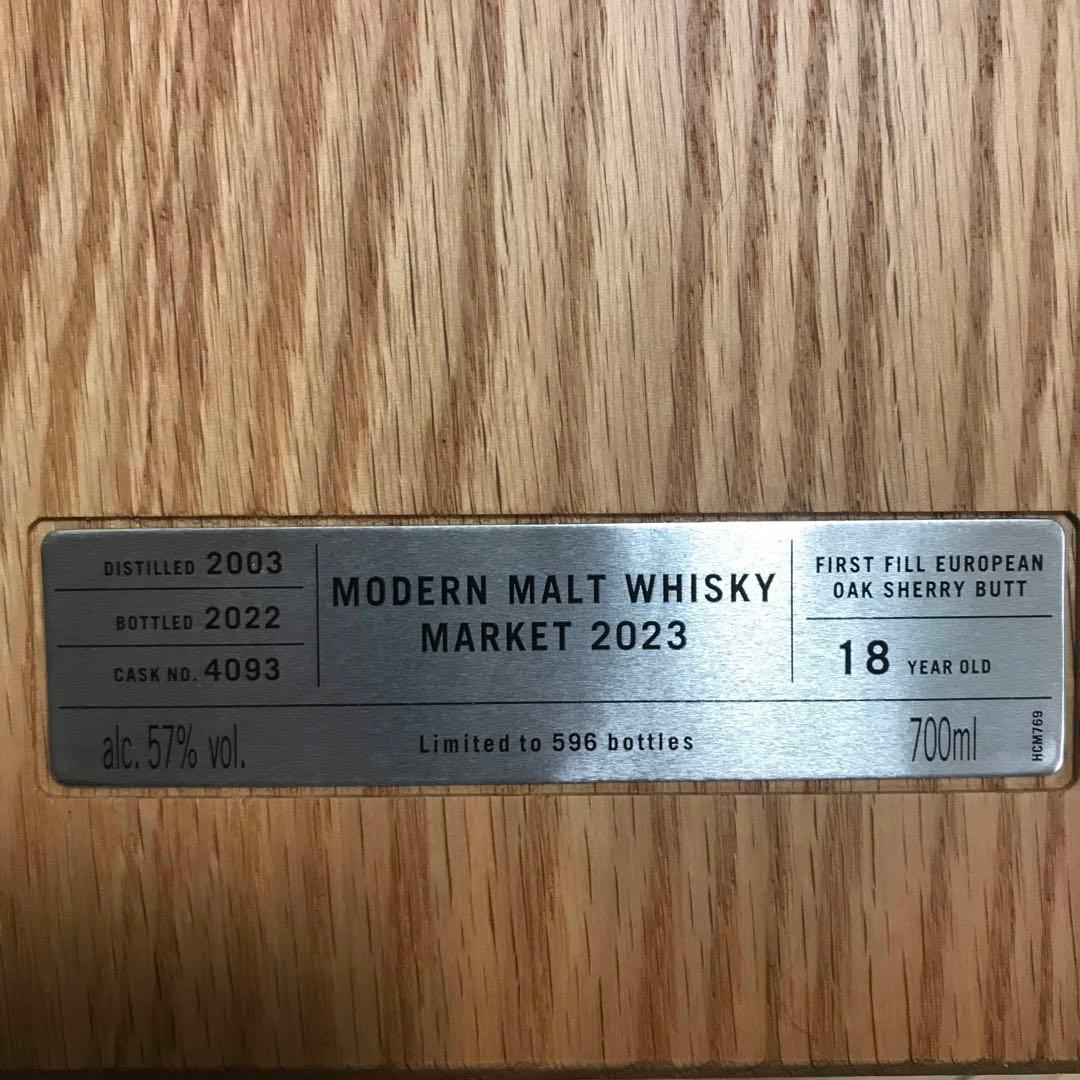 DISTILLED 2003
BOTTLED 2022
CASK NO. 4093
MODERN MALT WHISKY
MARKET 2023
FIRST FILL EUROPEAN
OAK SHERRY BUTT
18 YEAR OLD
alc. 57% vol.
Limited to 596 bottles
700ml
HCM769